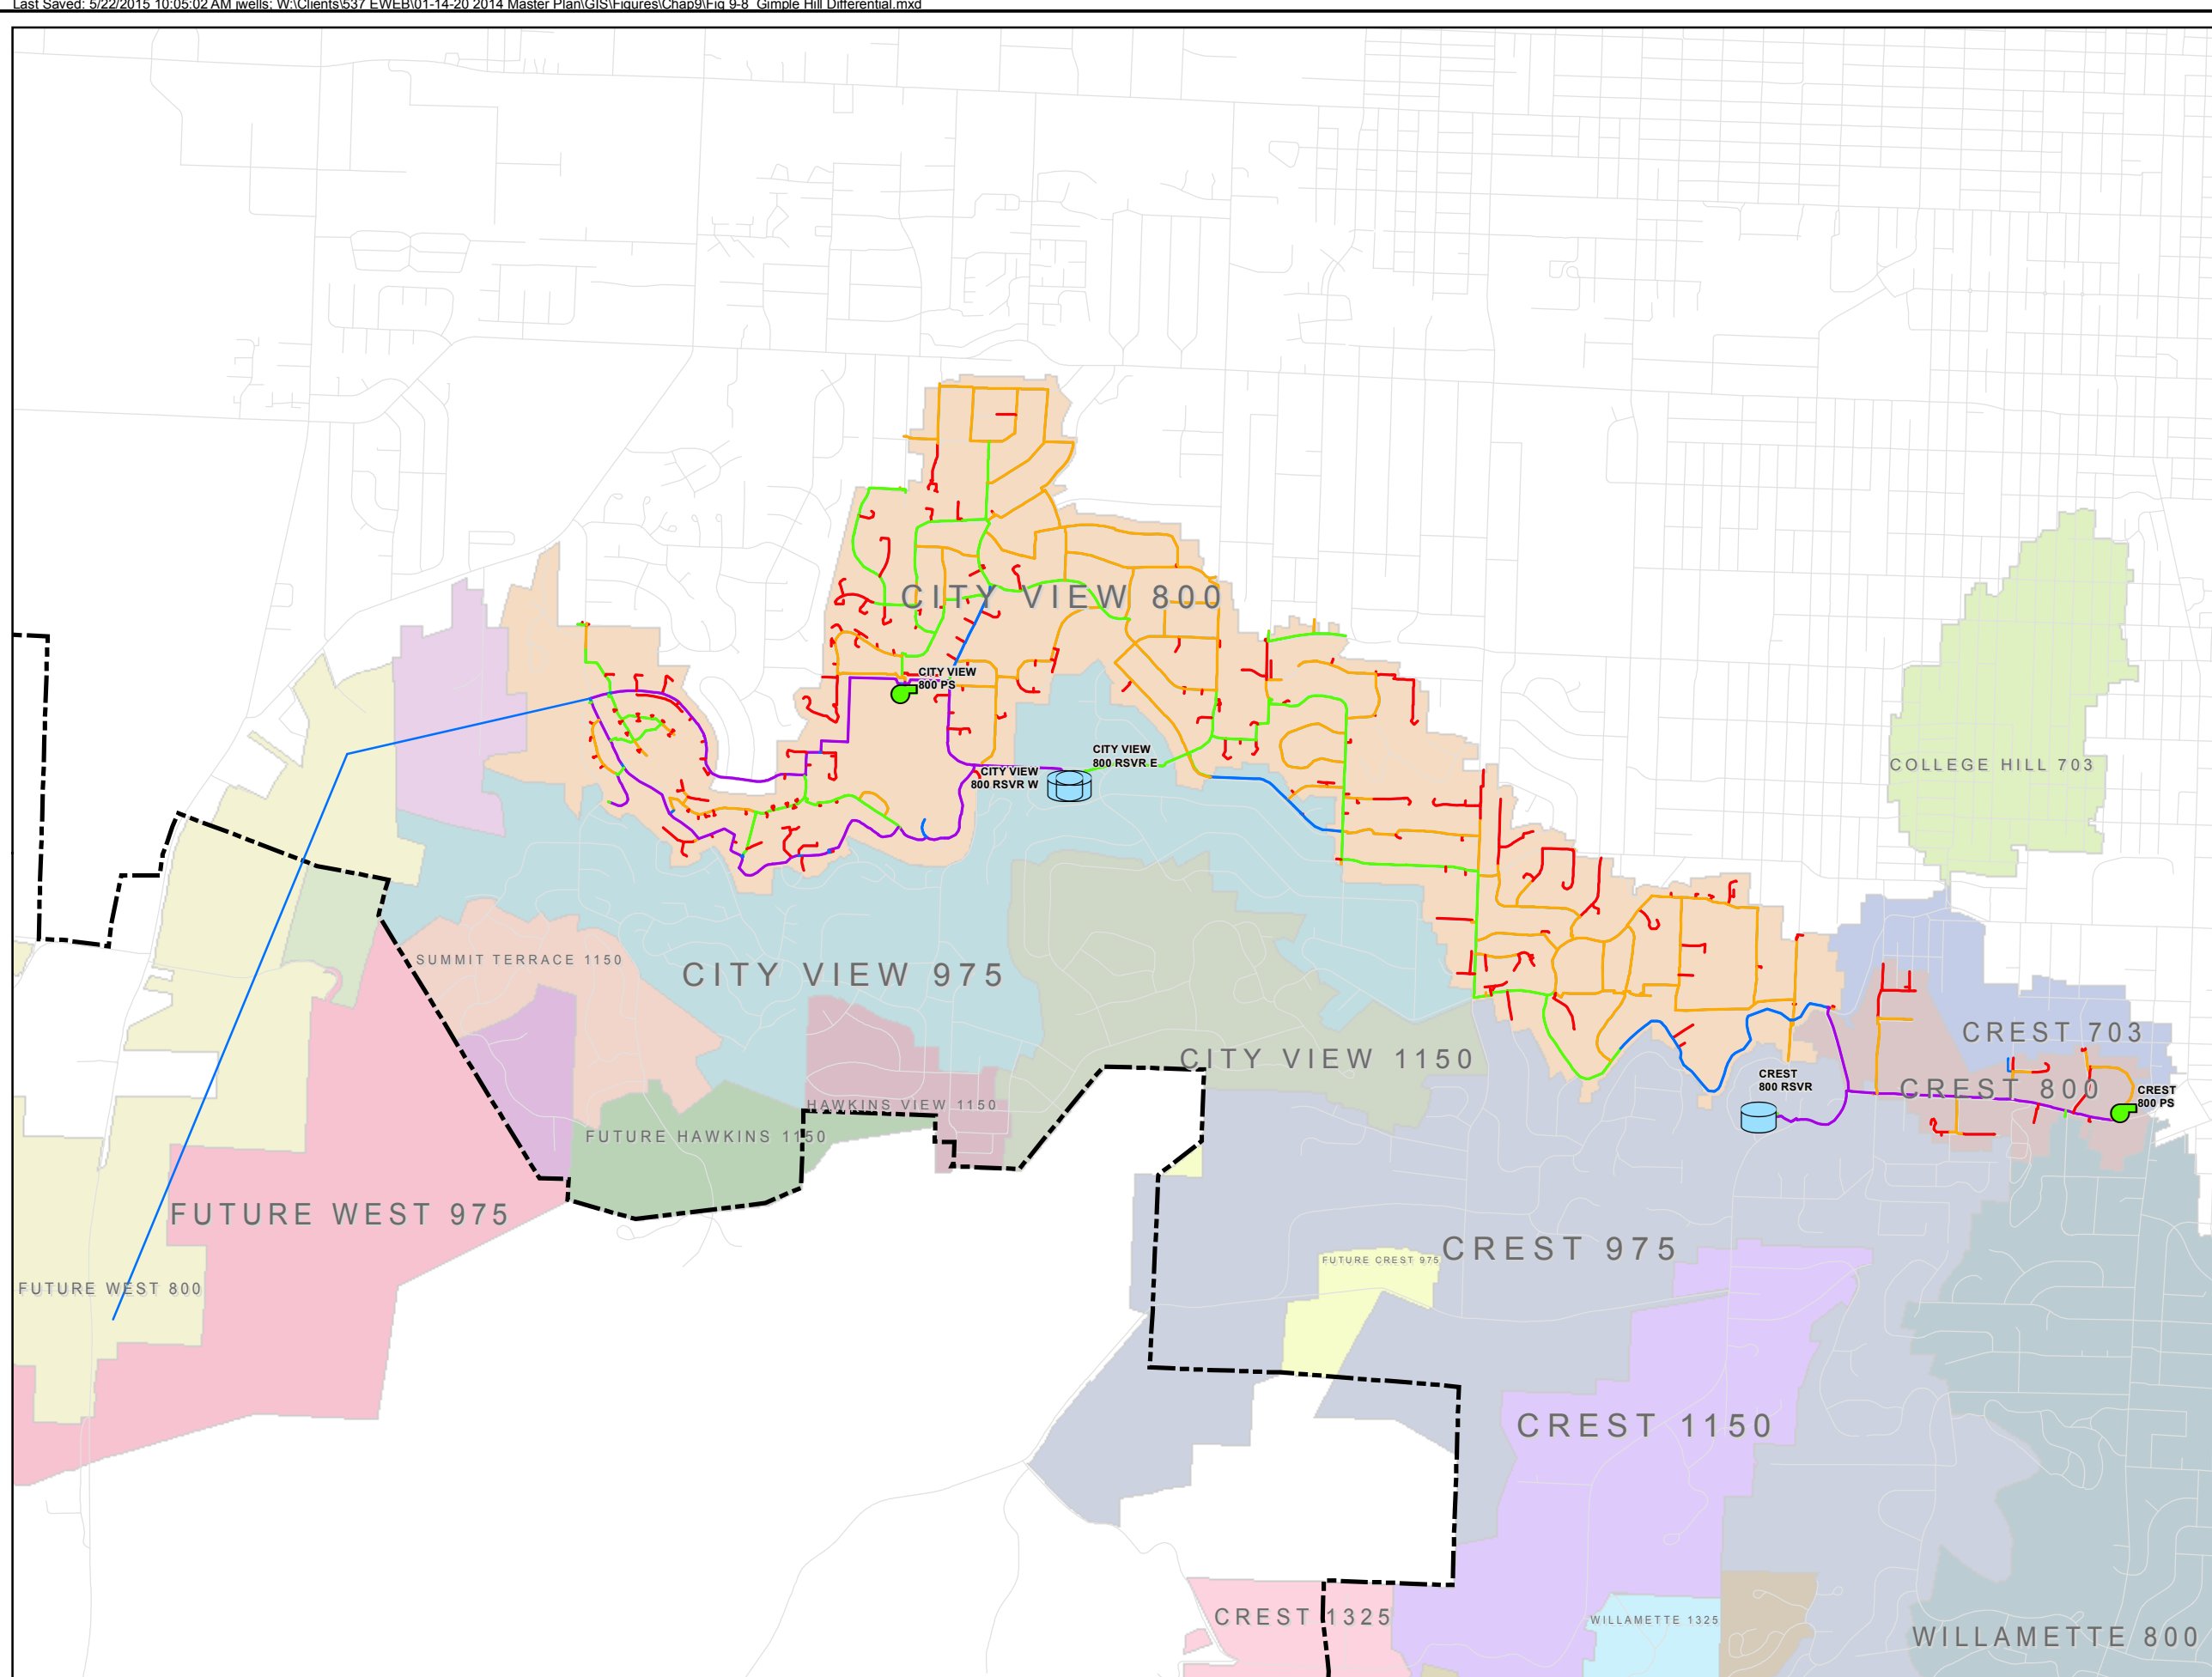 Last Saved: 5/22/2015 10:05:02 AM jwells; W:\Clients\537 EWEB\01-14-20 2014 Master Plan\GIS\Figures\Chap9\Fig 9-8 Gimple Hill Differential.mxd
CITY VIEW 800
CITY VIEW
800 PS
CITY VIEW
800 RSVR E
CITY VIEW
800 RSVR W
COLLEGE HILL 703
SUMMIT TERRACE 1150
CITY VIEW 975
CITY VIEW 1150
CREST 703
CREST
800 RSVR
CREST 800
CREST
800 PS
HAWKINS VIEW 1150
FUTURE HAWKINS 1150
FUTURE WEST 975
CREST 975
FUTURE CREST 975
FUTURE WEST 800
CREST 1150
CREST 1325
WILLAMETTE 1325
WILLAMETTE 800